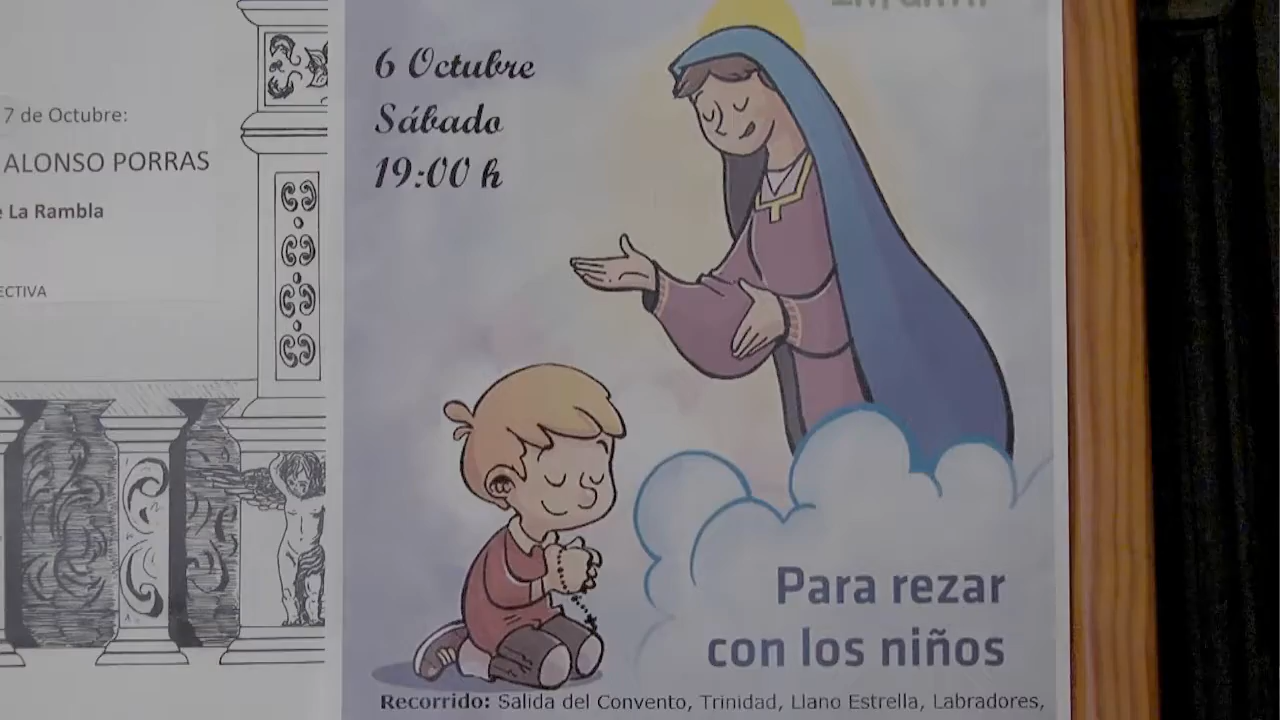 7 de Octubre:
ALONSO PORRAS
La Rambla
6 Octubre
Sábado
19:00 h
Para rezar
con los niños
Recorrido: Salida del Convento, Trinidad, Llano Estrella, Labradores,